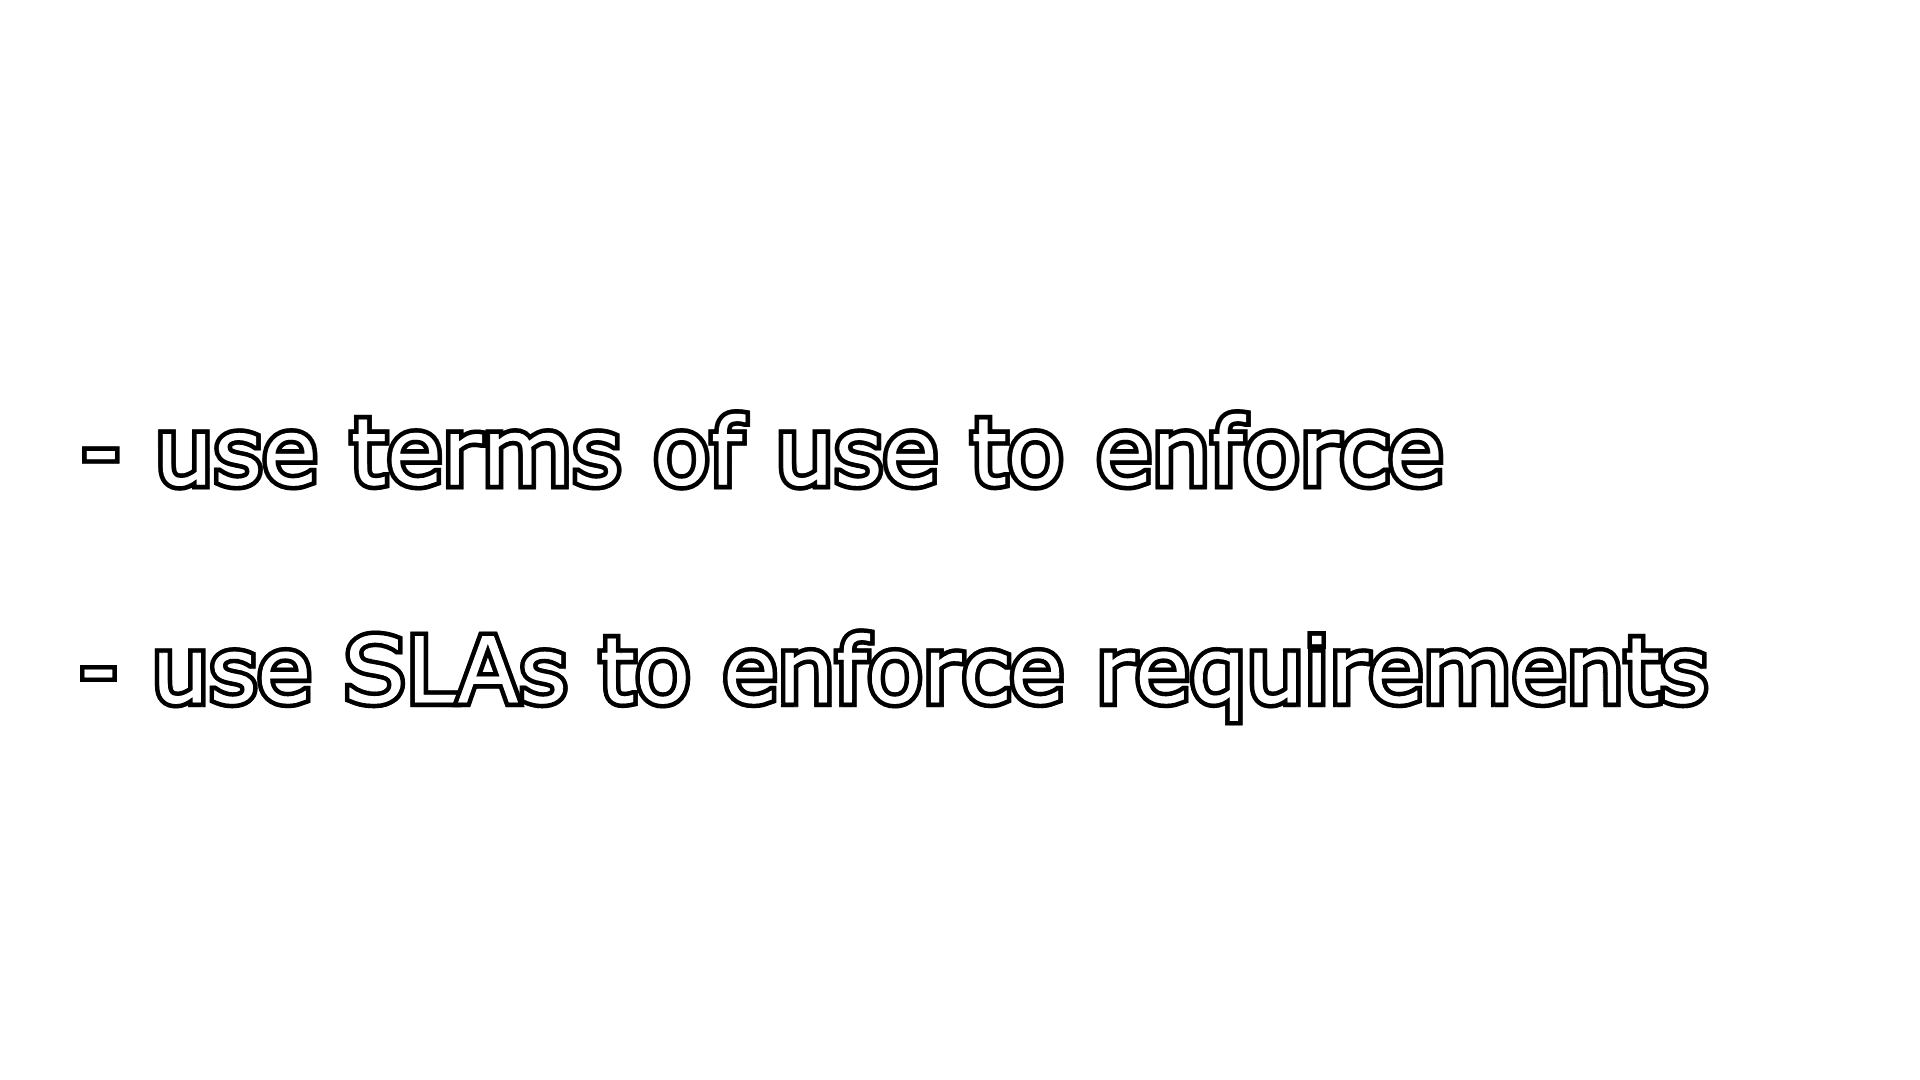 - use terms of use to enforce
- use SLAs to enforce requirements